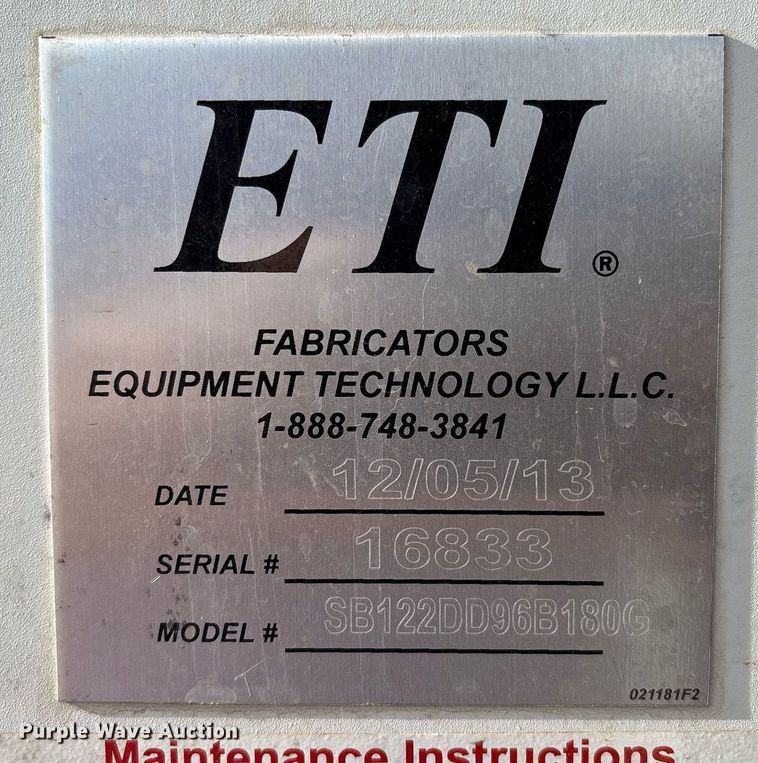 ETI®
FABRICATORS
EQUIPMENT TECHNOLOGY L.L.C.
1-888-748-3841
DATE 12/05/13
SERIAL # 16833
MODEL # SB122DD96B180G
021181F2
Purple Wave Auction
Maintenance Instructions